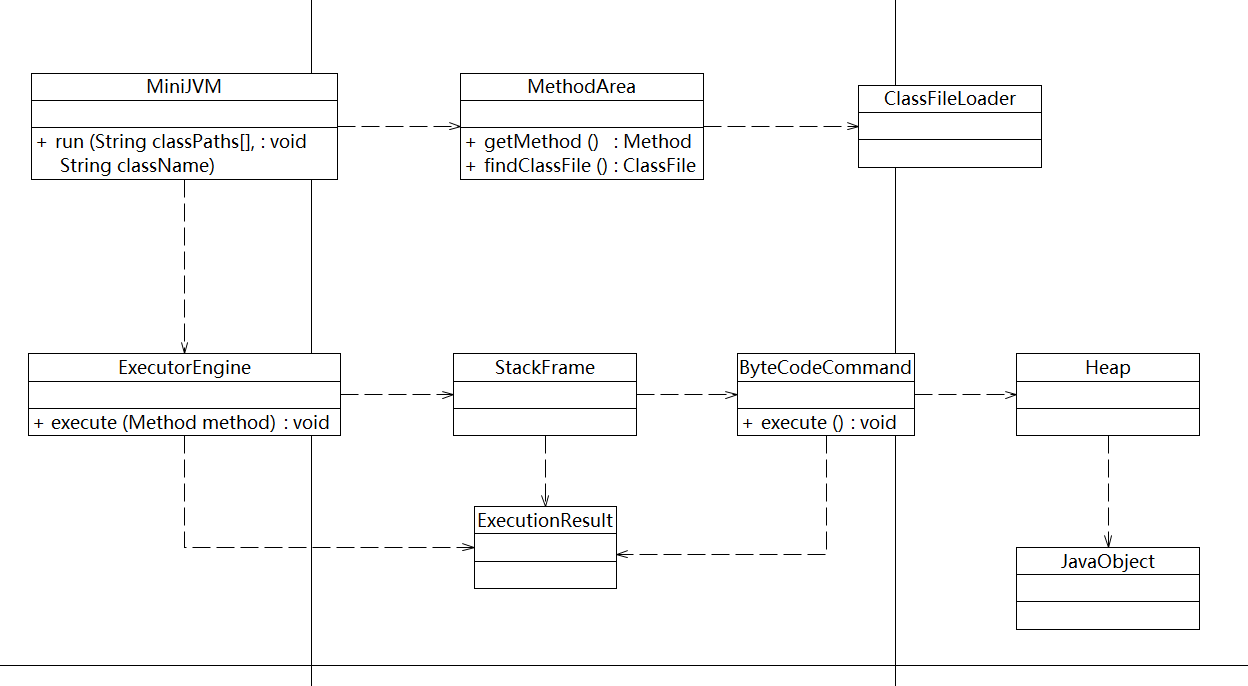 MiniJVM
+ run (String classPaths[], : void
String className)
MethodArea
+ getMethod () : Method
+ findClassFile () : ClassFile
ClassFileLoader
ExecutorEngine
+ execute (Method method) : void
StackFrame
ByteCodeCommand
+ execute () : void
Heap
ExecutionResult
JavaObject